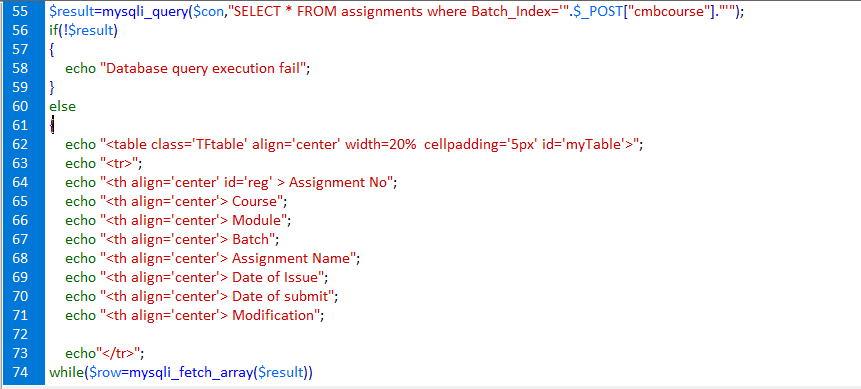 55 $result=mysqli_query($con,"SELECT * FROM assignments where Batch_Index='".$_POST["cmbcourse"]."'");
56 if(!$result)
57 {
58 echo "Database query execution fail";
59 }
60 else
61 {
62 echo "<table class='TFtable' align='center' width=20%  cellpadding='5px' id='myTable'>";
63 echo "<tr>";
64 echo "<th align='center' id='reg' > Assignment No";
65 echo "<th align='center'> Course";
66 echo "<th align='center'> Module";
67 echo "<th align='center'> Batch";
68 echo "<th align='center'> Assignment Name";
69 echo "<th align='center'> Date of Issue";
70 echo "<th align='center'> Date of submit";
71 echo "<th align='center'> Modification";
72
73 echo"</tr>";
74 while($row=mysqli_fetch_array($result))